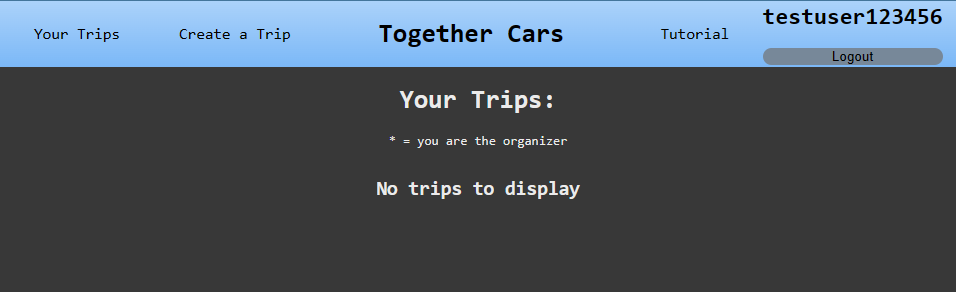 Your Trips
Create a Trip
Together Cars
Tutorial
testuser123456
Logout
Your Trips:
* = you are the organizer
No trips to display